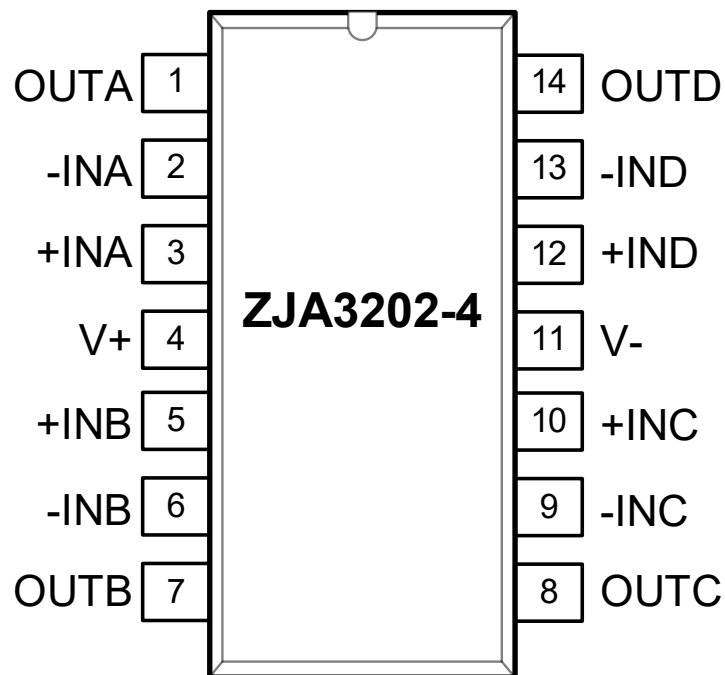 OUTA 1 14 OUTD
-INA 2 13 -IND
+INA 3 12 +IND
ZJA3202-4
V+ 4 11 V-
+INB 5 10 +INC
-INB 6 9 -INC
OUTB 7 8 OUTC